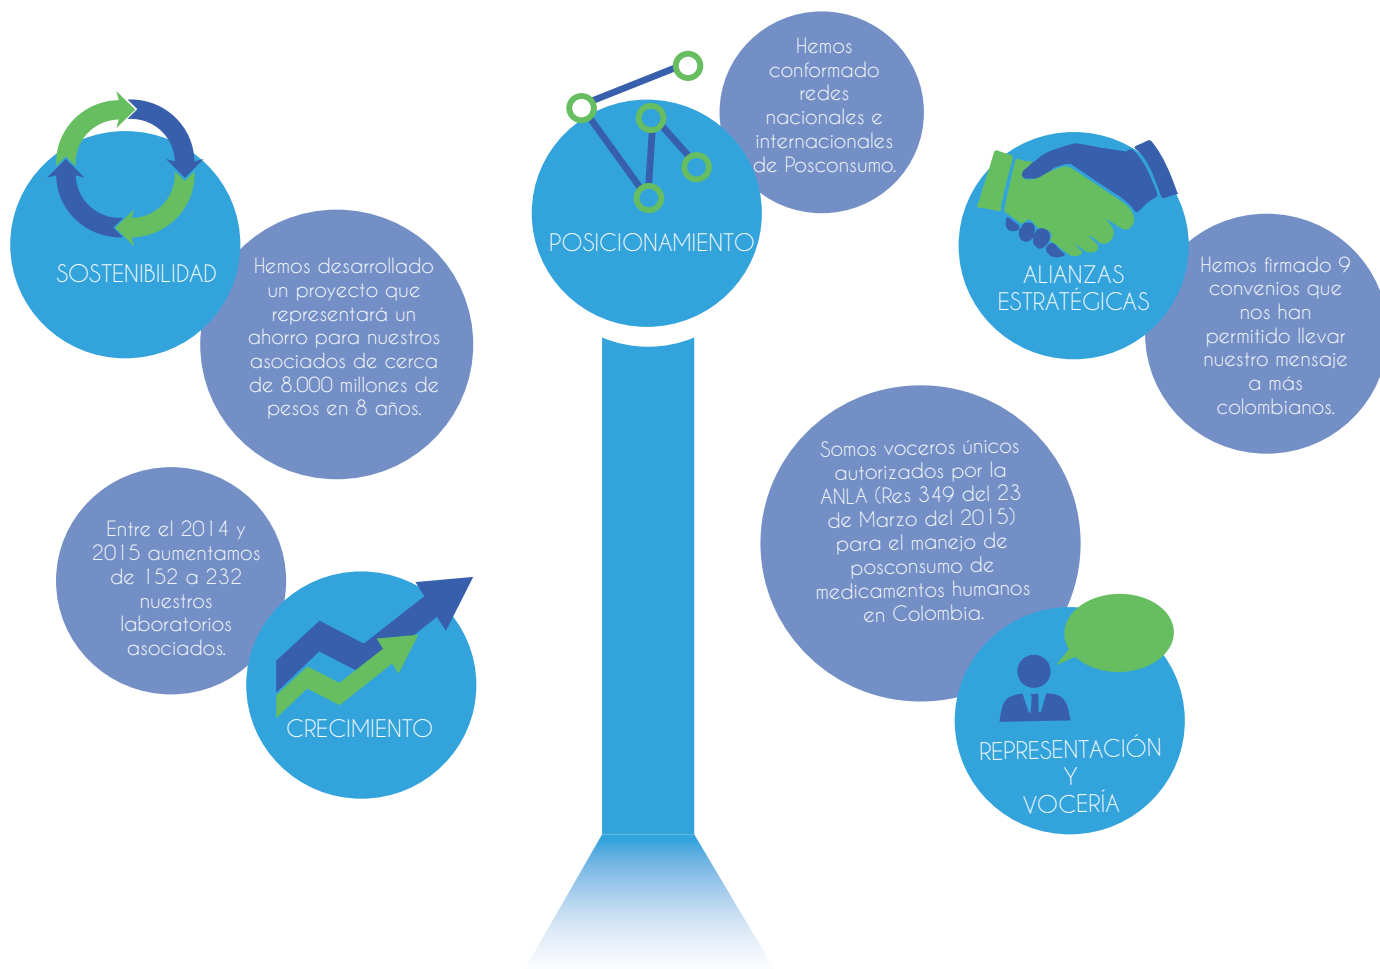 SOSTENIBILIDAD
Hemos desarrollado
un proyecto que
representará un
ahorro para nuestros
asociados de cerca
de 8.000 millones de
pesos en 8 años.
Entre el 2014 y
2015 aumentamos
de 152 a 232
nuestros
laboratorios
asociados.
CRECIMIENTO
POSICIONAMIENTO
Hemos
conformado
redes
nacionales e
internacionales
de Posconsumo.
ALIANZAS
ESTRATÉGICAS
Hemos firmado 9
convenios que
nos han
permitido llevar
nuestro mensaje
a más
colombianos.
Somos voceros únicos
autorizados por la
ANLA (Res 349 del 23
de Marzo del 2015)
para el manejo de
posconsumo de
medicamentos humanos
en Colombia.
REPRESENTACIÓN
Y
VOCERÍA